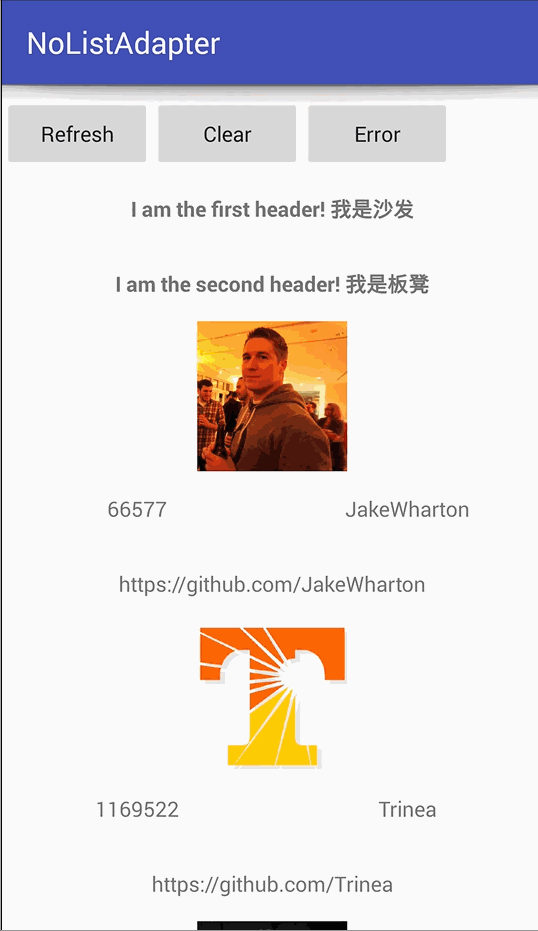 NoListAdapter
Refresh Clear Error
I am the first header! 我是沙发
I am the second header! 我是板凳
66577 JakeWharton
https://github.com/JakeWharton
T
1169522 Trinea
https://github.com/Trinea